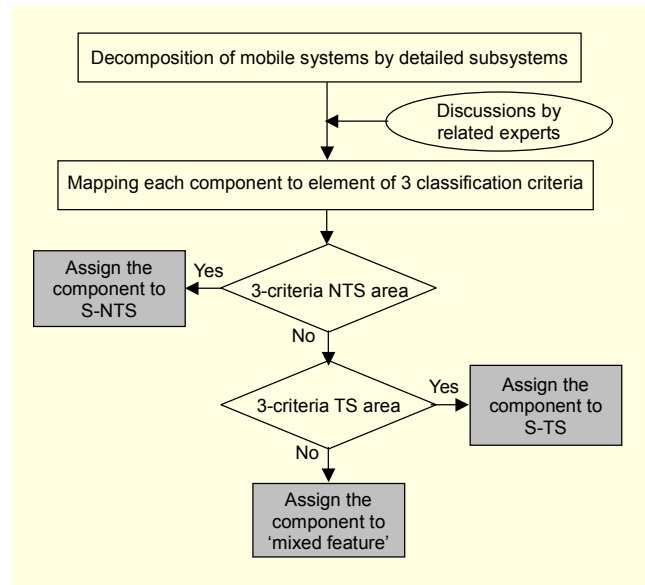 Decomposition of mobile systems by detailed subsystems
Discussions by
related experts
Mapping each component to element of 3 classification criteria
Assign the
component to
S-NTS
Yes
3-criteria NTS area
No
3-criteria TS area
Yes
Assign the
component to
S-TS
No
Assign the
component to
‘mixed feature’